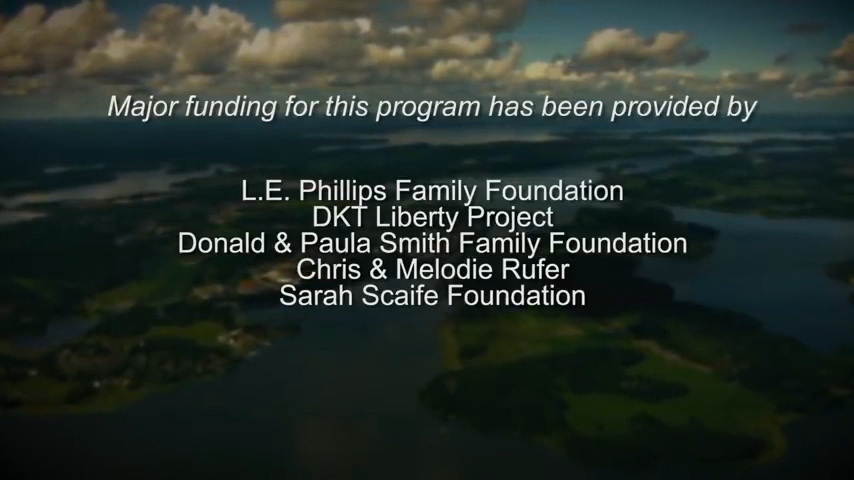 Major funding for this program has been provided by
L.E. Phillips Family Foundation
DKT Liberty Project
Donald & Paula Smith Family Foundation
Chris & Melodie Rufer
Sarah Scaife Foundation